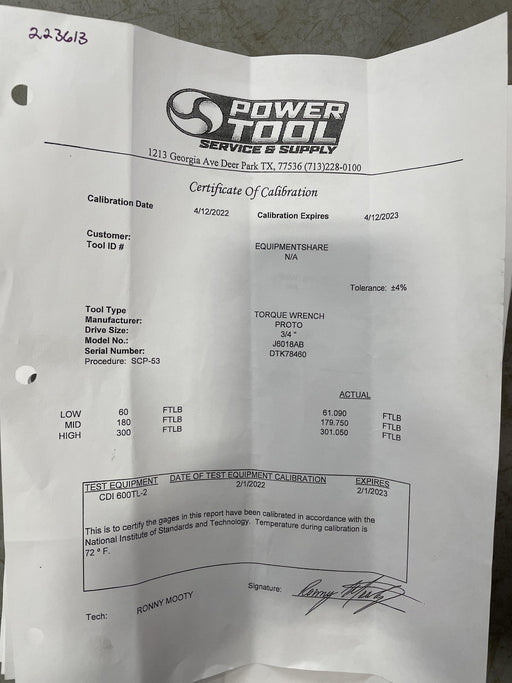 223613
POWER
TOOL
SERVICE & SUPPLY
1213 Georgia Ave Deer Park TX, 77536 (713)228-0100
Certificate Of Calibration
Calibration Date 4/12/2022 Calibration Expires 4/12/2023
Customer: EQUIPMENTSHARE
Tool ID # N/A
Tolerance: ±4%
Tool Type TORQUE WRENCH
Manufacturer: PROTO
Drive Size: 3/4 "
Model No.: J6018AB
Serial Number: DTK78460
Procedure: SCP-53
ACTUAL
LOW 60 FTLB 61.090 FTLB
MID 180 FTLB 179.750 FTLB
HIGH 300 FTLB 301.050 FTLB
TEST EQUIPMENT DATE OF TEST EQUIPMENT CALIBRATION EXPIRES
CDI 600TL-2 2/1/2022 2/1/2023
This is to certify the gages in this report have been calibrated in accordance with the
National Institute of Standards and Technology. Temperature during calibration is
72 º F.
Tech: RONNY MOOTY Signature: Ronny Mooty